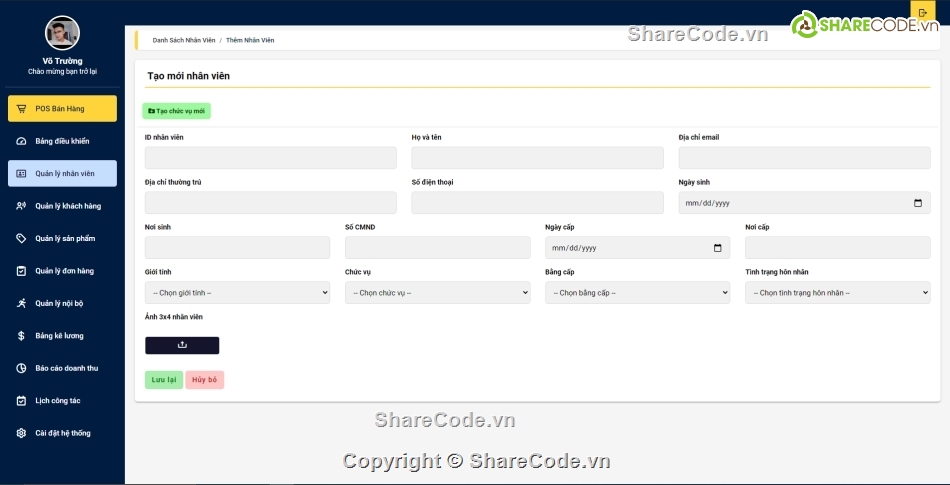 SHARECODE.vn
ShareCode.vn
Võ Trường
Chào mừng bạn trở lại
POS Bán Hàng
Bảng điều khiển
Quản lý nhân viên
Quản lý khách hàng
Quản lý sản phẩm
Quản lý đơn hàng
Quản lý nội bộ
Bảng kê lương
Báo cáo doanh thu
Lịch công tác
Cài đặt hệ thống
Danh Sách Nhân Viên / Thêm Nhân Viên
Tạo mới nhân viên
Tạo chức vụ mới
ID nhân viên Họ và tên Địa chỉ email
Địa chỉ thường trú Số điện thoại Ngày sinh
mm/dd/yyyy
Nơi sinh Số CMND Ngày cấp Nơi cấp
mm/dd/yyyy
Giới tính Chức vụ Bằng cấp Tình trạng hôn nhân
-- Chọn giới tính -- -- Chọn chức vụ -- -- Chọn bằng cấp -- -- Chọn tình trạng hôn nhân --
Ảnh 3x4 nhân viên
Lưu lại Hủy bỏ
ShareCode.vn
Copyright © ShareCode.vn